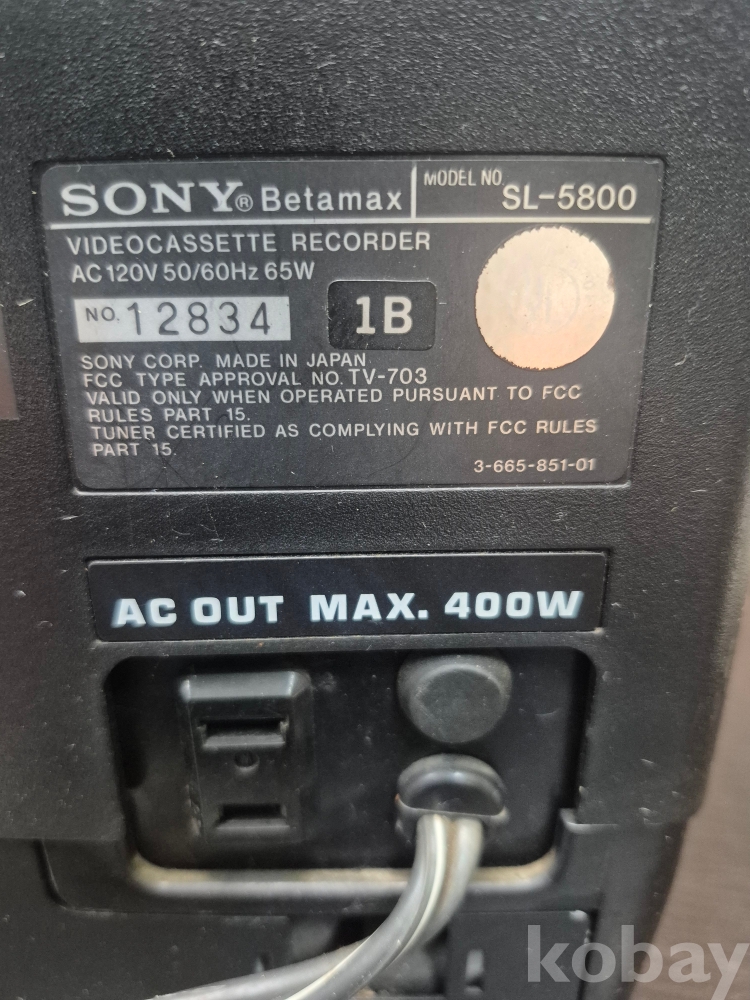 SONY® Betamax MODEL NO. SL-5800
VIDEOCASSETTE RECORDER
AC 120V 50/60Hz 65W
NO. 12834 1B
SONY CORP. MADE IN JAPAN
FCC TYPE APPROVAL NO. TV-703
VALID ONLY WHEN OPERATED PURSUANT TO FCC
RULES PART 15.
TUNER CERTIFIED AS COMPLYING WITH FCC RULES
PART 15.
3-665-851-01
AC OUT MAX. 400W
kobay